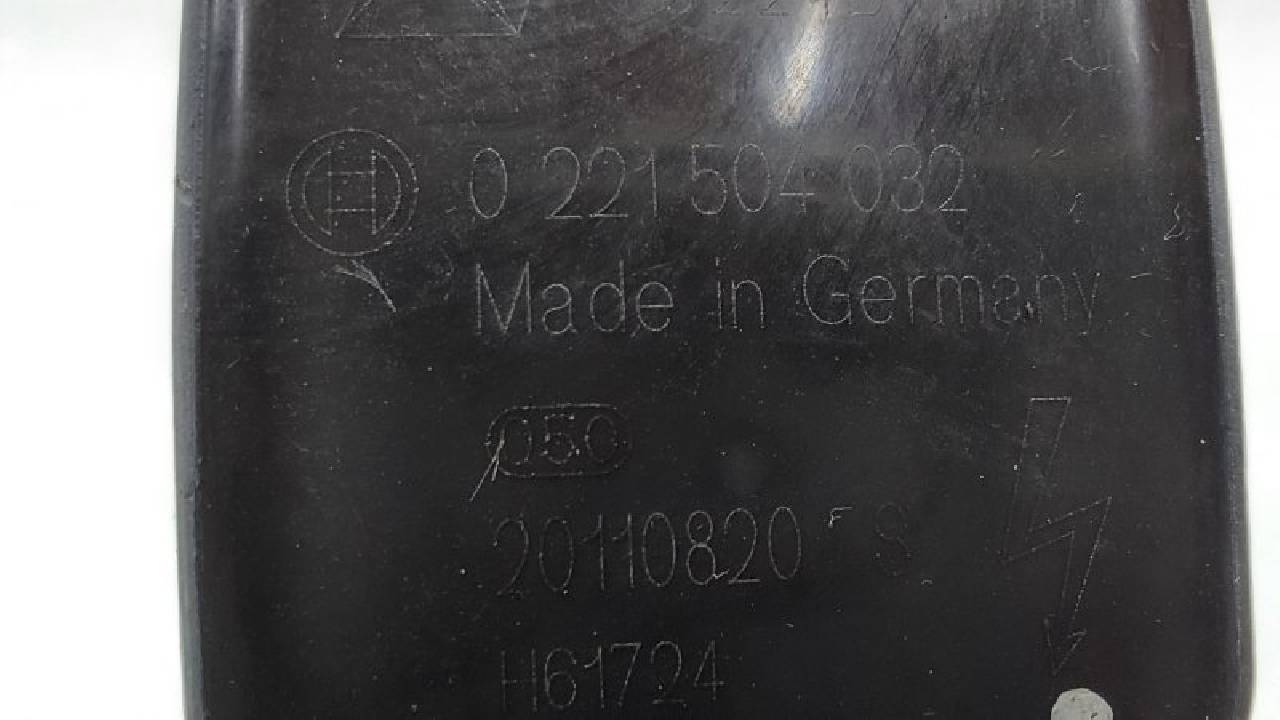 0 221 504 032
Made in Germany
050
20110820 S
H61724